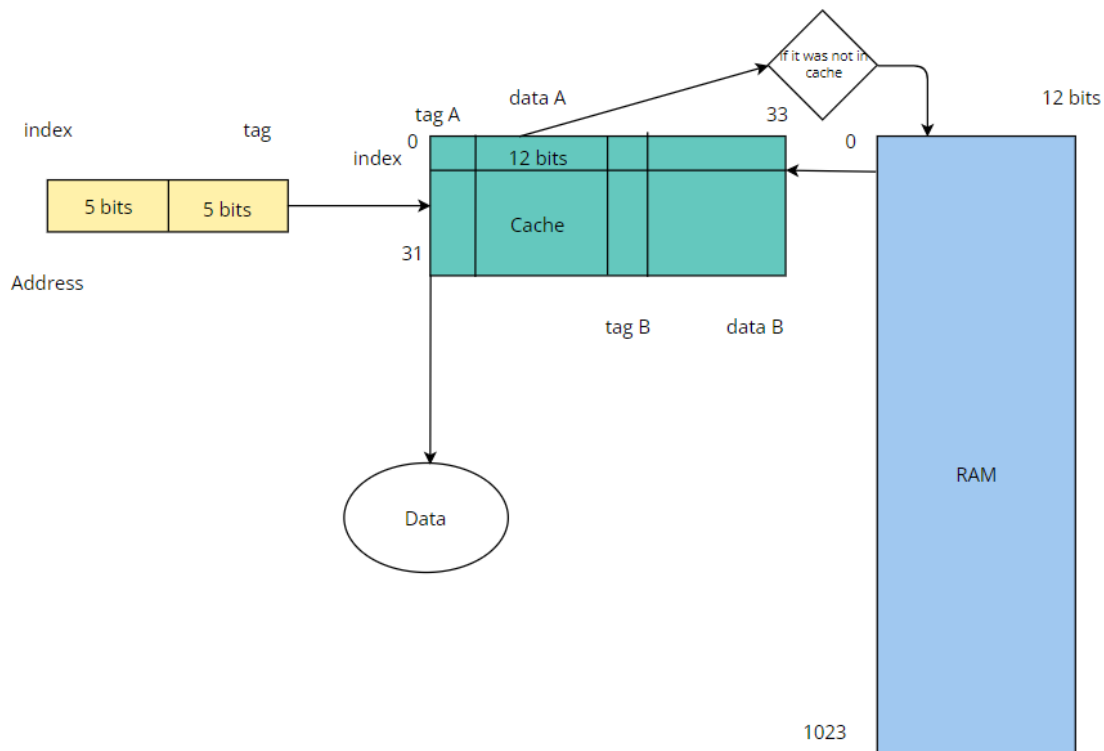 If it was not in
cache
12 bits
data A
tag A
33
index
tag
0
0
index
12 bits
5 bits
5 bits
Cache
31
Address
tag B
data B
RAM
Data
1023